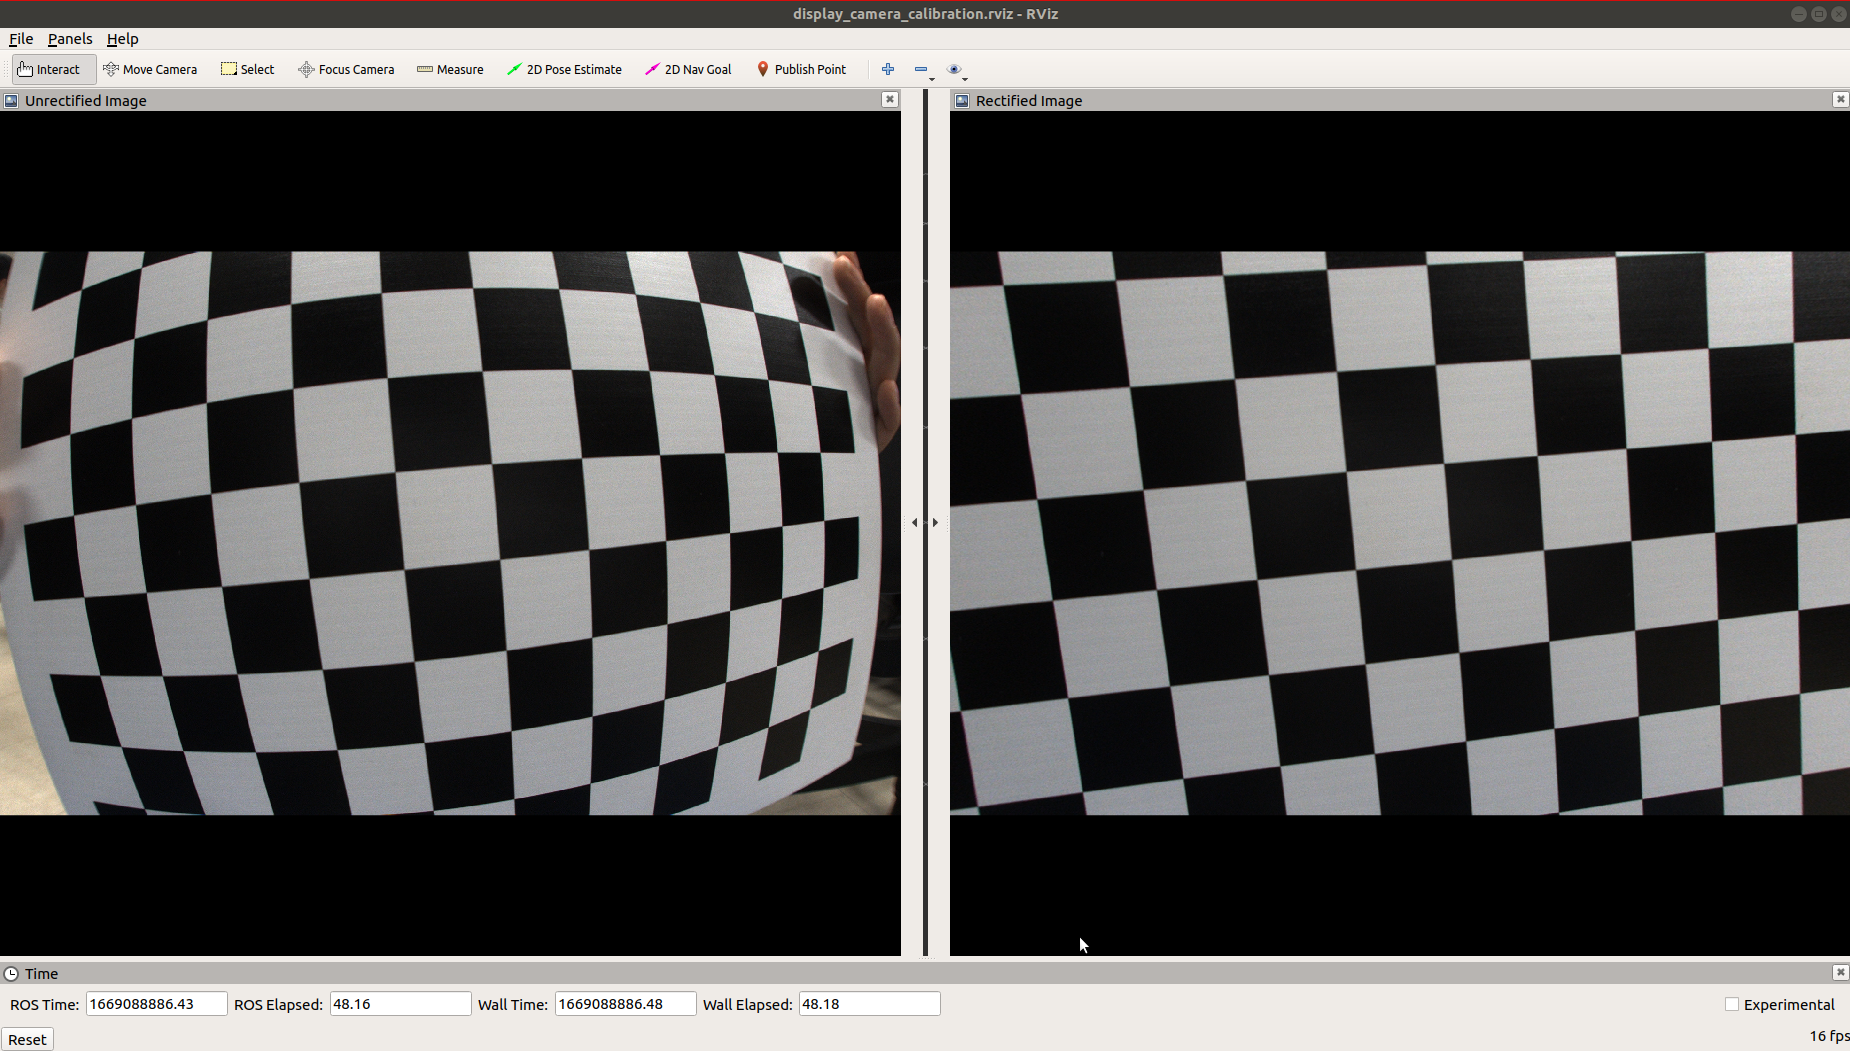 display_camera_calibration.rviz - RViz
File Panels Help
Interact Move Camera Select Focus Camera Measure 2D Pose Estimate 2D Nav Goal Publish Point
Unrectified Image Rectified Image
Time
ROS Time: 1669088886.43 ROS Elapsed: 48.16 Wall Time: 1669088886.48 Wall Elapsed: 48.18 Experimental
Reset 16 fps